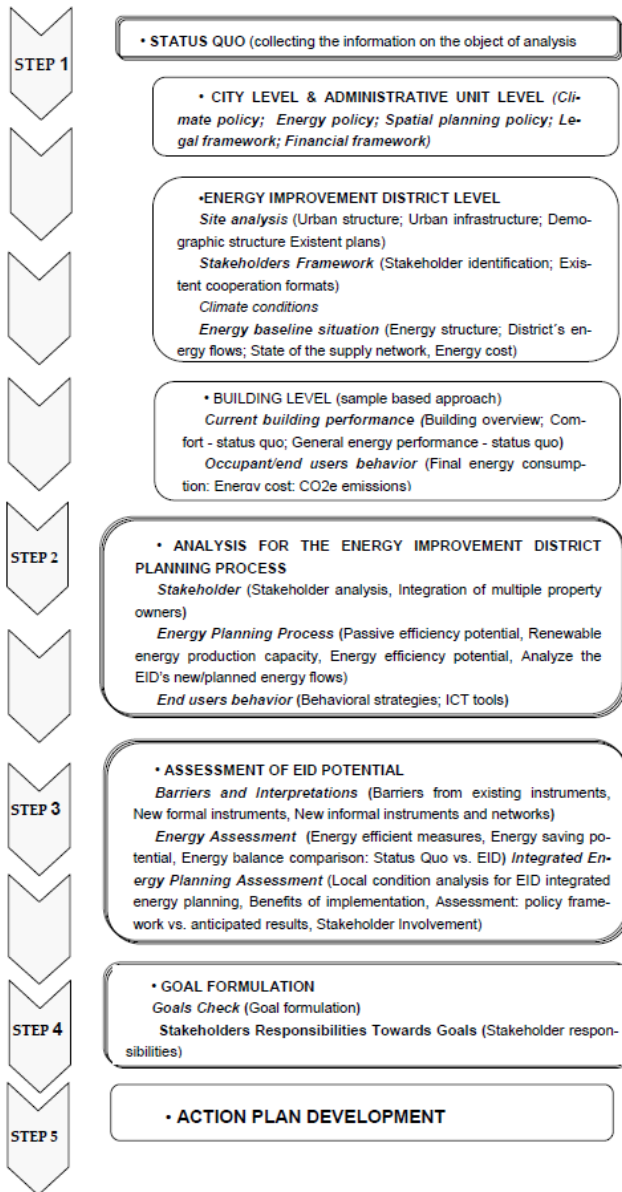 STEP 1
• STATUS QUO (collecting the information on the object of analysis
• CITY LEVEL & ADMINISTRATIVE UNIT LEVEL (Cli-
mate policy; Energy policy; Spatial planning policy; Le-
gal framework; Financial framework)
•ENERGY IMPROVEMENT DISTRICT LEVEL
Site analysis (Urban structure; Urban infrastructure; Demo-
graphic structure Existent plans)
Stakeholders Framework (Stakeholder identification; Exis-
tent cooperation formats)
Climate conditions
Energy baseline situation (Energy structure; District´s en-
ergy flows; State of the supply network, Energy cost)
• BUILDING LEVEL (sample based approach)
Current building performance (Building overview; Com-
fort - status quo; General energy performance - status quo)
Occupant/end users behavior (Final energy consump-
tion; Energy cost; CO2e emissions)
STEP 2
• ANALYSIS FOR THE ENERGY IMPROVEMENT DISTRICT
PLANNING PROCESS
Stakeholder (Stakeholder analysis, Integration of multiple property
owners)
Energy Planning Process (Passive efficiency potential, Renewable
energy production capacity, Energy efficiency potential, Analyze the
EID's new/planned energy flows)
End users behavior (Behavioral strategies; ICT tools)
STEP 3
• ASSESSMENT OF EID POTENTIAL
Barriers and Interpretations (Barriers from existing instruments,
New formal instruments, New informal instruments and networks)
Energy Assessment (Energy efficient measures, Energy saving po-
tential, Energy balance comparison: Status Quo vs. EID) Integrated En-
ergy Planning Assessment (Local condition analysis for EID integrated
energy planning, Benefits of implementation, Assessment: policy frame-
work vs. anticipated results, Stakeholder Involvement)
STEP 4
• GOAL FORMULATION
Goals Check (Goal formulation)
Stakeholders Responsibilities Towards Goals (Stakeholder respon-
sibilities)
STEP 5
• ACTION PLAN DEVELOPMENT